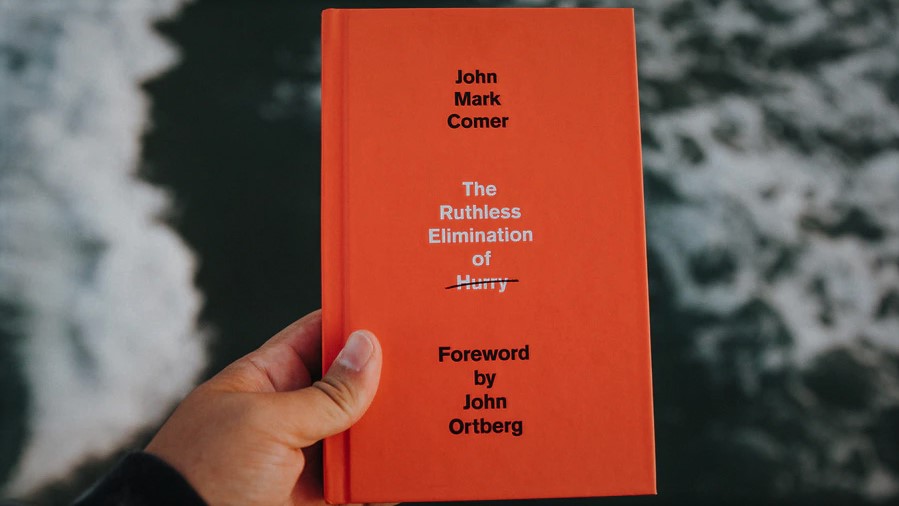 John
Mark
Comer
The
Ruthless
Elimination
of
Hurry
Foreword
by
John
Ortberg